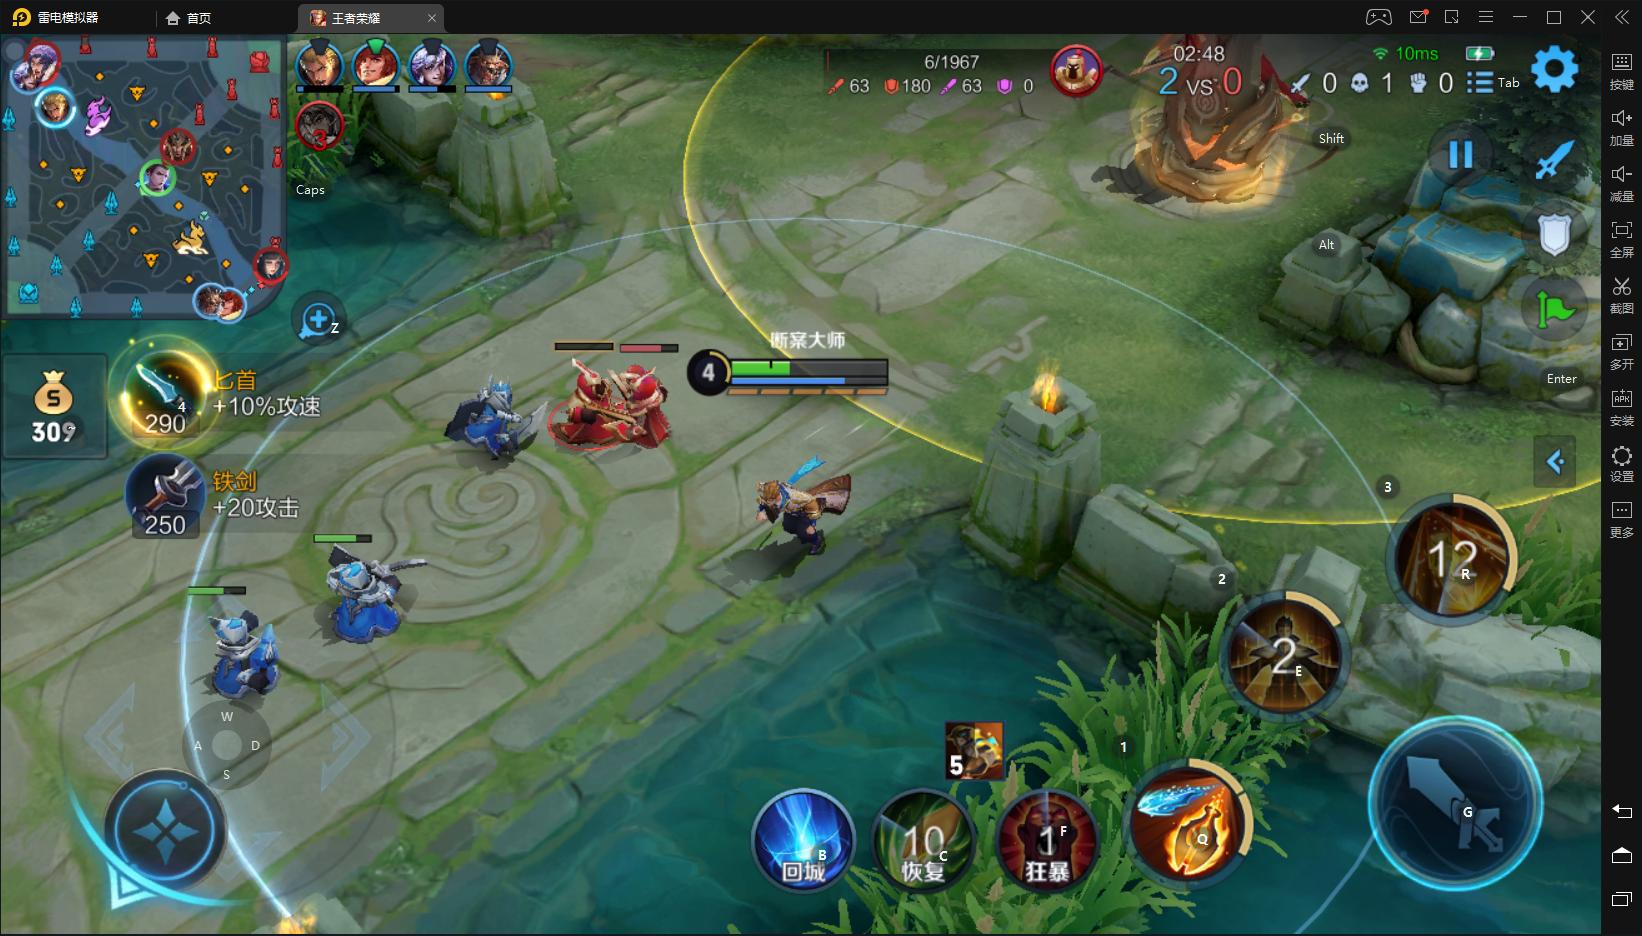 雷电模拟器
首页
王者荣耀
6/1967
63 180 63 0
02:48
2 VS 0
10ms
0 1 0
Tab
Shift
Caps
3
Z
Alt
Enter
309
匕首
+10%攻速
4
290
铁剑
+20攻击
250
断案大师
4
3
12
R
2
2
E
1
5
W
A D
S
回城
B
10
恢复
C
1
狂暴
F
Q
G
按键
加量
减量
全屏
截图
多开
APK
安装
设置
更多